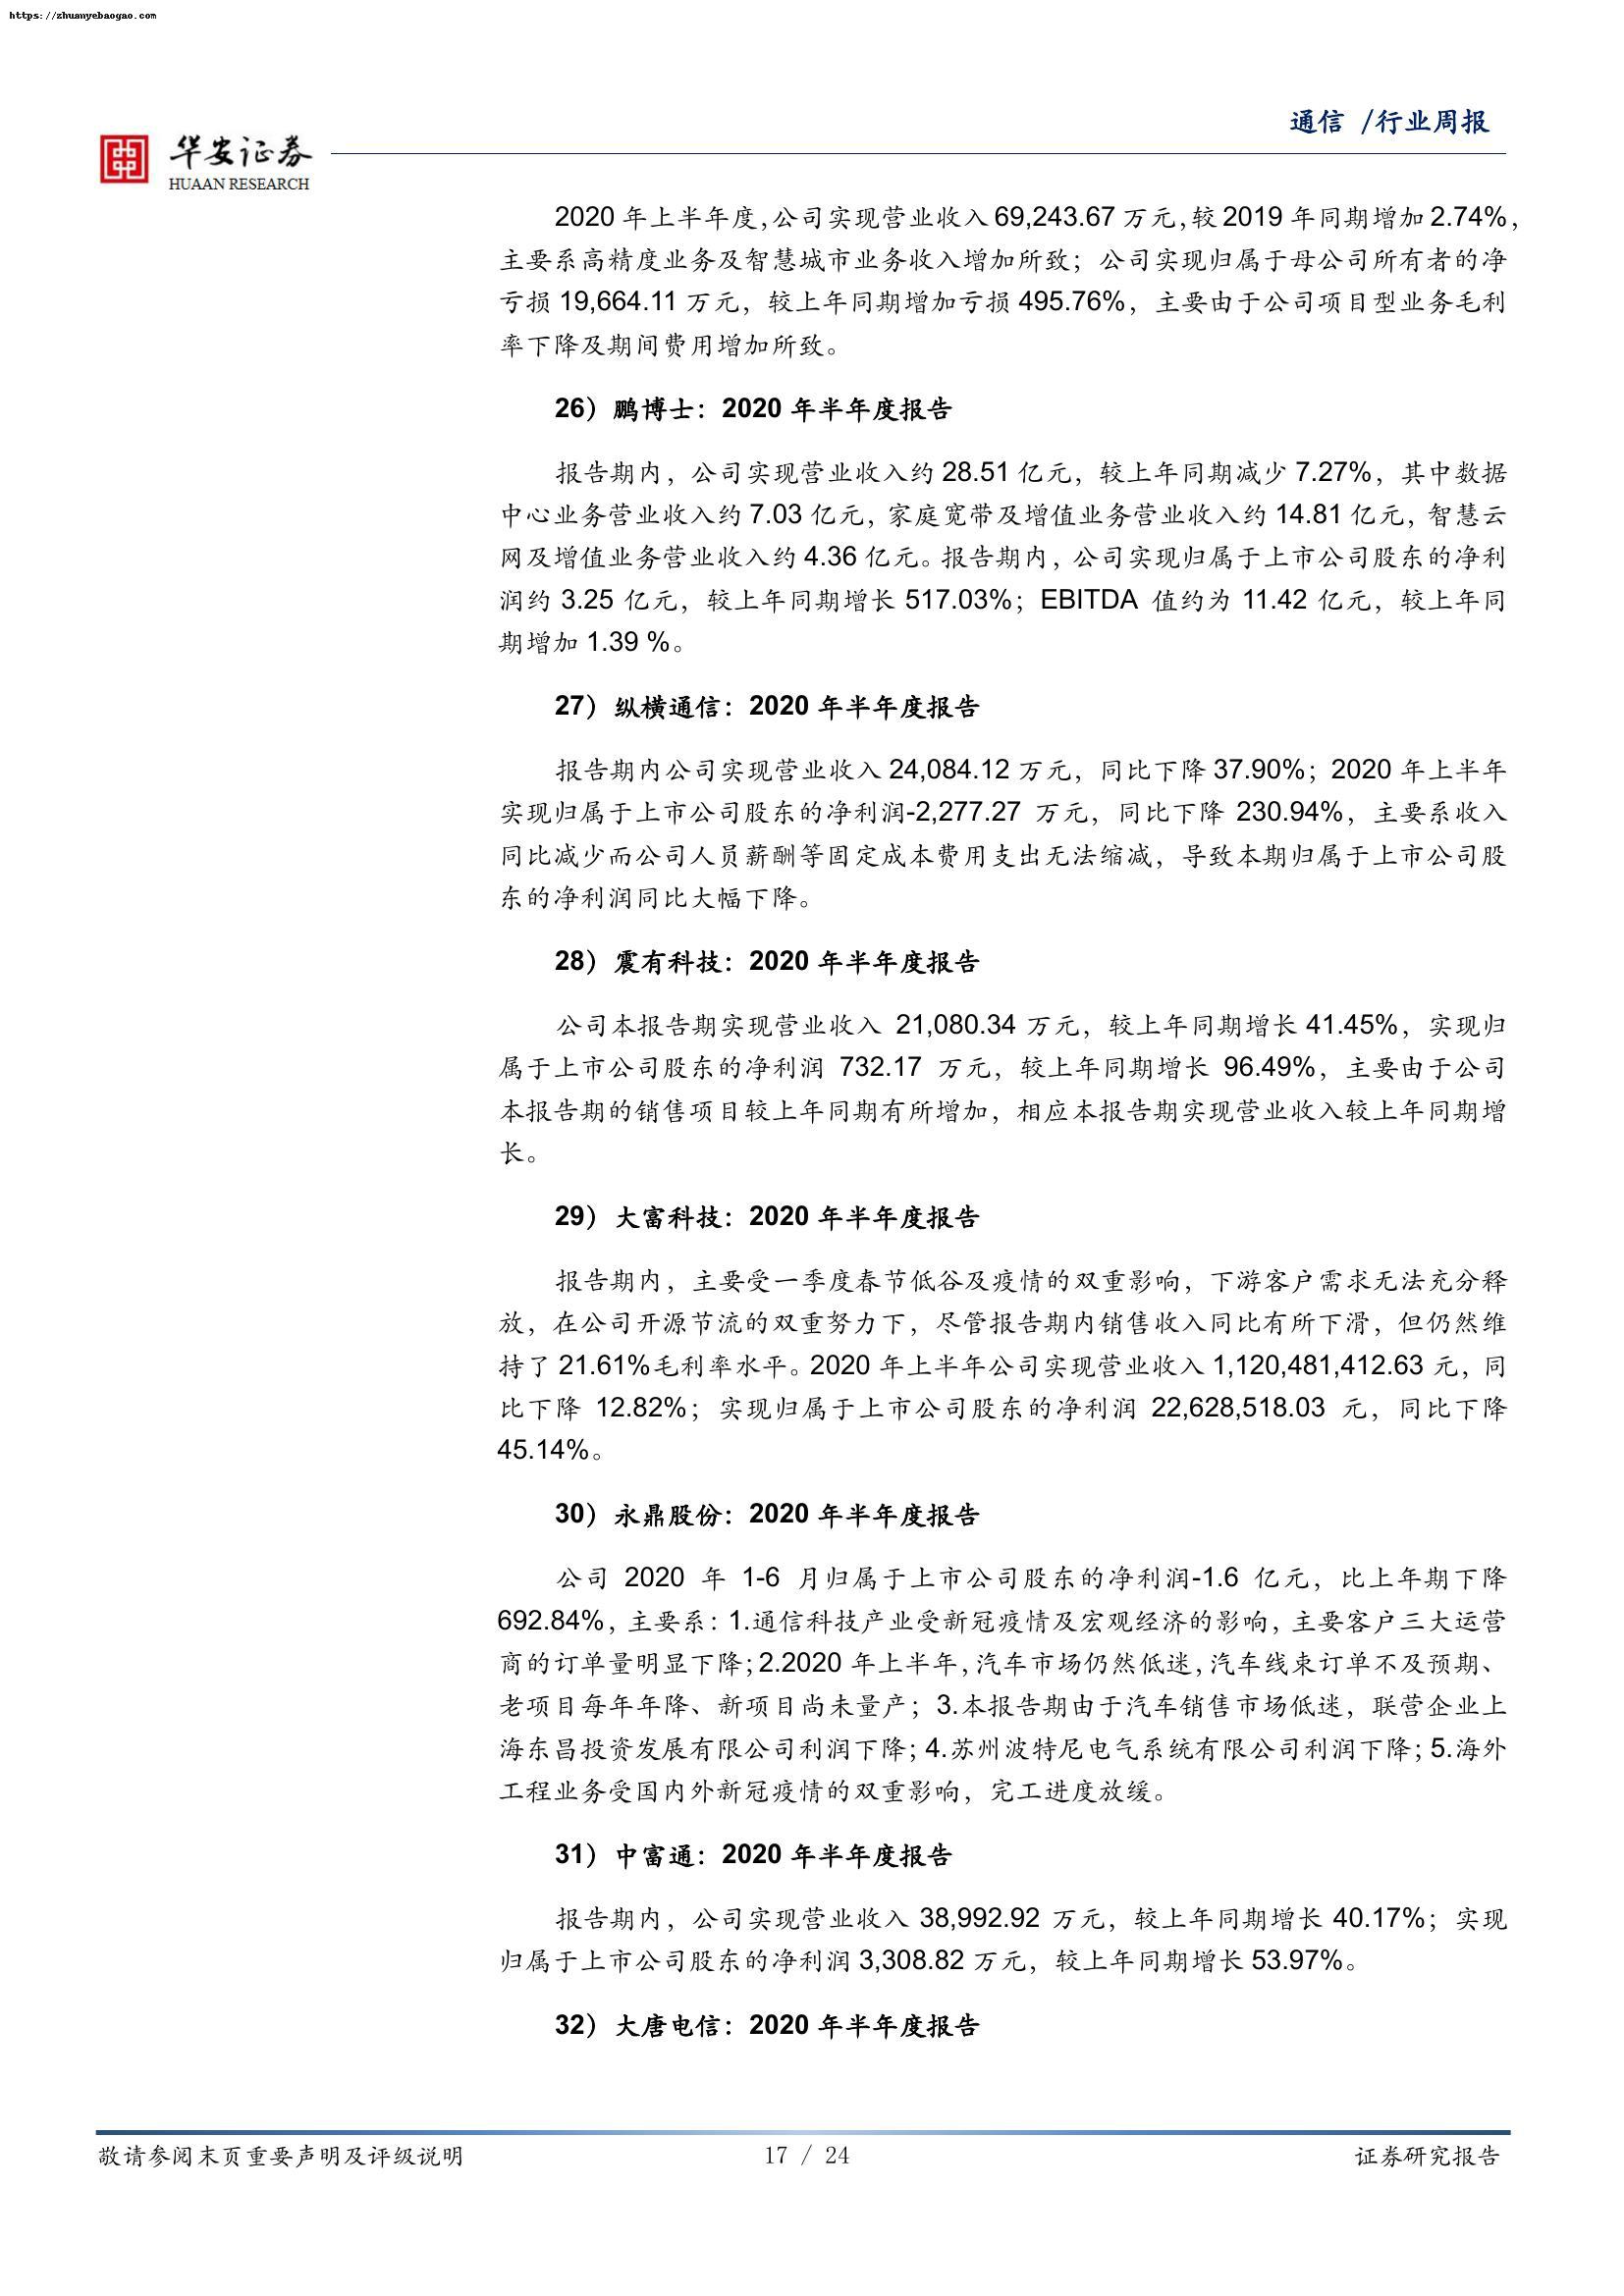 https://zhuanyebaogao.com
通信 /行业周报
华安证券
HUAAN RESEARCH
2020 年上半年度，公司实现营业收入 69,243.67 万元，较 2019 年同期增加 2.74%，
主要系高精度业务及智慧城市业务收入增加所致；公司实现归属于母公司所有者的净
亏损 19,664.11 万元，较上年同期增加亏损 495.76%，主要由于公司项目型业务毛利
率下降及期间费用增加所致。
26）鹏博士：2020 年半年度报告
报告期内，公司实现营业收入约 28.51 亿元，较上年同期减少 7.27%，其中数据
中心业务营业收入约 7.03 亿元，家庭宽带及增值业务营业收入约 14.81 亿元，智慧云
网及增值业务营业收入约 4.36 亿元。报告期内，公司实现归属于上市公司股东的净利
润约 3.25 亿元，较上年同期增长 517.03%；EBITDA 值约为 11.42 亿元，较上年同
期增加 1.39 %。
27）纵横通信：2020 年半年度报告
报告期内公司实现营业收入 24,084.12 万元，同比下降 37.90%；2020 年上半年
实现归属于上市公司股东的净利润-2,277.27 万元，同比下降 230.94%，主要系收入
同比减少而公司人员薪酬等固定成本费用支出无法缩减，导致本期归属于上市公司股
东的净利润同比大幅下降。
28）震有科技：2020 年半年度报告
公司本报告期实现营业收入 21,080.34 万元，较上年同期增长 41.45%，实现归
属于上市公司股东的净利润 732.17 万元，较上年同期增长 96.49%，主要由于公司
本报告期的销售项目较上年同期有所增加，相应本报告期实现营业收入较上年同期增
长。
29）大富科技：2020 年半年度报告
报告期内，主要受一季度春节低谷及疫情的双重影响，下游客户需求无法充分释
放，在公司开源节流的双重努力下，尽管报告期内销售收入同比有所下滑，但仍然维
持了 21.61%毛利率水平。2020 年上半年公司实现营业收入 1,120,481,412.63 元，同
比下降 12.82%；实现归属于上市公司股东的净利润 22,628,518.03 元，同比下降
45.14%。
30）永鼎股份：2020 年半年度报告
公司 2020 年 1-6 月归属于上市公司股东的净利润-1.6 亿元，比上年期下降
692.84%，主要系：1.通信科技产业受新冠疫情及宏观经济的影响，主要客户三大运营
商的订单量明显下降；2.2020 年上半年，汽车市场仍然低迷，汽车线束订单不及预期、
老项目每年年降、新项目尚未量产；3.本报告期由于汽车销售市场低迷，联营企业上
海东昌投资发展有限公司利润下降；4.苏州波特尼电气系统有限公司利润下降；5.海外
工程业务受国内外新冠疫情的双重影响，完工进度放缓。
31）中富通：2020 年半年度报告
报告期内，公司实现营业收入 38,992.92 万元，较上年同期增长 40.17%；实现
归属于上市公司股东的净利润 3,308.82 万元，较上年同期增长 53.97%。
32）大唐电信：2020 年半年度报告
敬请参阅末页重要声明及评级说明
17 / 24
证券研究报告